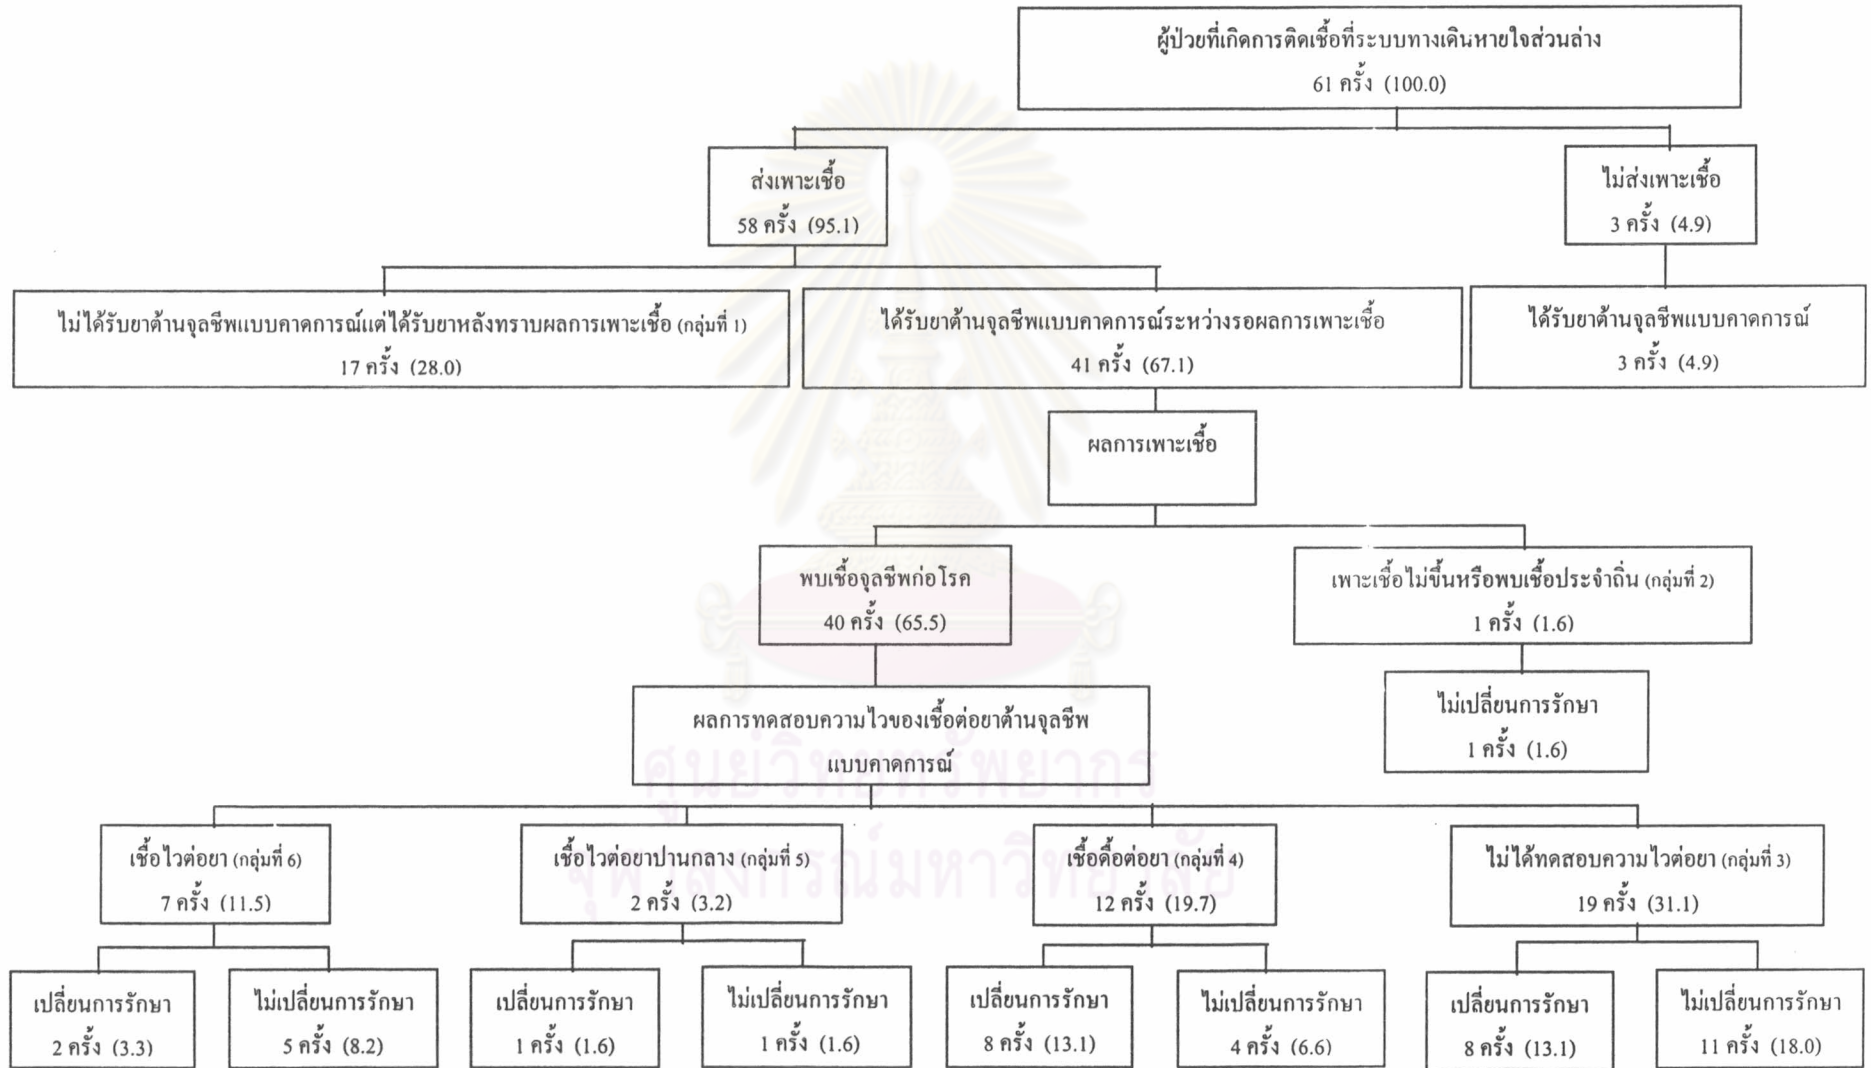 ผู้ป่วยที่เกิดการติดเชื้อที่ระบบทางเดินหายใจส่วนล่าง
61 ครั้ง (100.0)
ส่งเพาะเชื้อ
58 ครั้ง (95.1)
ไม่ส่งเพาะเชื้อ
3 ครั้ง (4.9)
ไม่ได้รับยาต้านจุลชีพแบบคาดการณ์แต่ได้รับยาหลังทราบผลการเพาะเชื้อ (กลุ่มที่ 1)
17 ครั้ง (28.0)
ได้รับยาต้านจุลชีพแบบคาดการณ์ระหว่างรอผลการเพาะเชื้อ
41 ครั้ง (67.1)
ได้รับยาต้านจุลชีพแบบคาดการณ์
3 ครั้ง (4.9)
ผลการเพาะเชื้อ
พบเชื้อจุลชีพก่อโรค
40 ครั้ง (65.5)
เพาะเชื้อไม่ขึ้นหรือพบเชื้อประจำถิ่น (กลุ่มที่ 2)
1 ครั้ง (1.6)
ไม่เปลี่ยนการรักษา
1 ครั้ง (1.6)
ผลการทดสอบความไวของเชื้อต่อยาต้านจุลชีพ
แบบคาดการณ์
ศูนย์วิทยทรัพยากร
จุฬาลงกรณ์มหาวิทยาลัย
เชื้อไวต่อยา (กลุ่มที่ 6)
7 ครั้ง (11.5)
เชื้อไวต่อยาปานกลาง (กลุ่มที่ 5)
2 ครั้ง (3.2)
เชื้อดื้อต่อยา (กลุ่มที่ 4)
12 ครั้ง (19.7)
ไม่ได้ทดสอบความไวต่อยา (กลุ่มที่ 3)
19 ครั้ง (31.1)
เปลี่ยนการรักษา
2 ครั้ง (3.3)
ไม่เปลี่ยนการรักษา
5 ครั้ง (8.2)
เปลี่ยนการรักษา
1 ครั้ง (1.6)
ไม่เปลี่ยนการรักษา
1 ครั้ง (1.6)
เปลี่ยนการรักษา
8 ครั้ง (13.1)
ไม่เปลี่ยนการรักษา
4 ครั้ง (6.6)
เปลี่ยนการรักษา
8 ครั้ง (13.1)
ไม่เปลี่ยนการรักษา
11 ครั้ง (18.0)